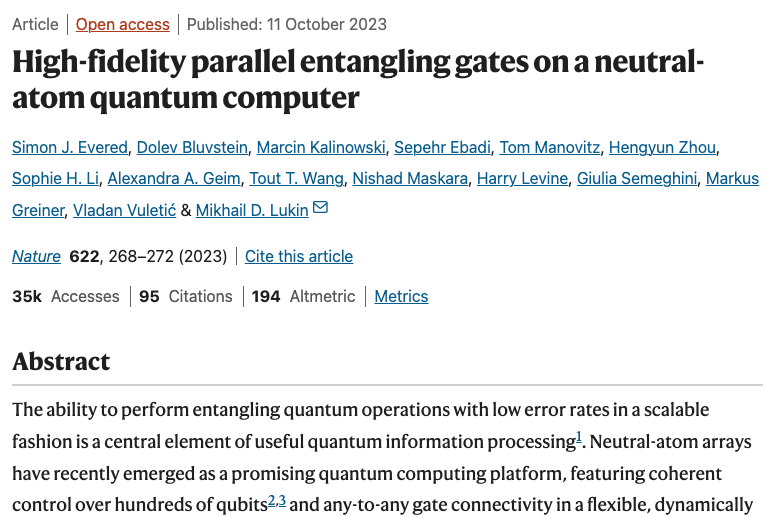 Article | Open access | Published: 11 October 2023
High-fidelity parallel entangling gates on a neutral-
atom quantum computer
Simon J. Evered, Dolev Bluvstein, Marcin Kalinowski, Sepehr Ebadi, Tom Manovitz, Hengyun Zhou,
Sophie H. Li, Alexandra A. Geim, Tout T. Wang, Nishad Maskara, Harry Levine, Giulia Semeghini, Markus
Greiner, Vladan Vuletić & Mikhail D. Lukin
Nature 622, 268–272 (2023) | Cite this article
35k Accesses | 95 Citations | 194 Altmetric | Metrics
Abstract
The ability to perform entangling quantum operations with low error rates in a scalable
fashion is a central element of useful quantum information processing1. Neutral-atom arrays
have recently emerged as a promising quantum computing platform, featuring coherent
control over hundreds of qubits2,3 and any-to-any gate connectivity in a flexible, dynamically